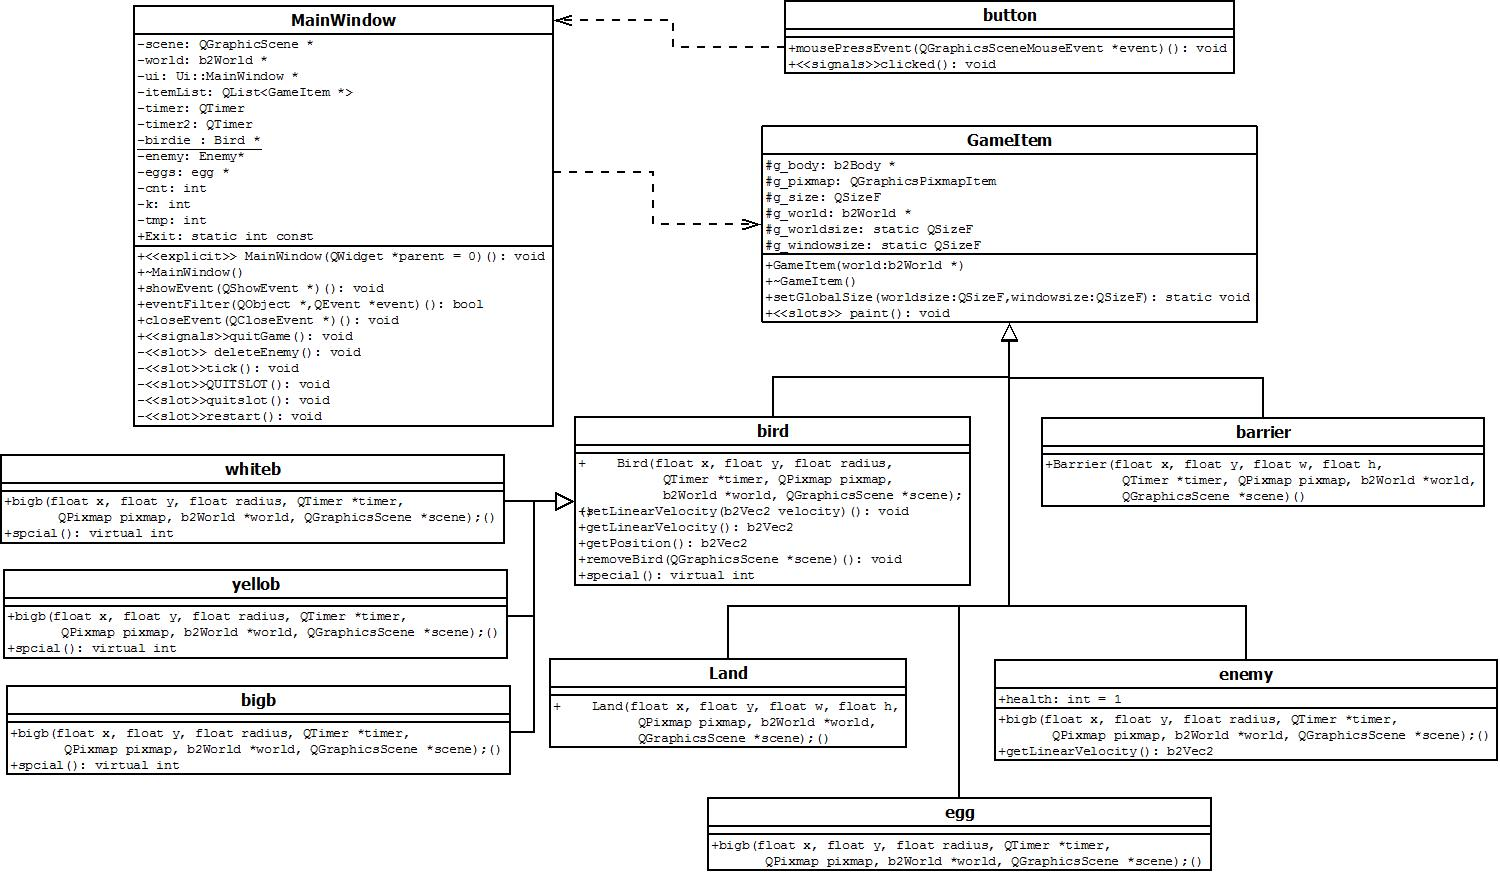 MainWindow
-scene: QGraphicScene *
-world: b2World *
-ui: Ui::MainWindow *
-itemList: QList<GameItem *>
-timer: QTimer
-timer2: QTimer
-birdie : Bird *
-enemy: Enemy*
-eggs: egg *
-cnt: int
-k: int
-tmp: int
+Exit: static int const
+<<explicit>> MainWindow(QWidget *parent = 0)(): void
+~MainWindow()
+showEvent(QShowEvent *)(): void
+eventFilter(QObject *,QEvent *event)(): bool
+closeEvent(QCloseEvent *)(): void
+<<signals>>quitGame(): void
-<<slot>> deleteEnemy(): void
-<<slot>>tick(): void
-<<slot>>QUITSLOT(): void
-<<slot>>quitslot(): void
-<<slot>>restart(): void
button
+mousePressEvent(QGraphicsSceneMouseEvent *event)(): void
+<<signals>>clicked(): void
GameItem
#g_body: b2Body *
#g_pixmap: QGraphicsPixmapItem
#g_size: QSizeF
#g_world: b2World *
#g_worldsize: static QSizeF
#g_windowsize: static QSizeF
+GameItem(world:b2World *)
+~GameItem()
+setGlobalSize(worldsize:QSizeF,windowsize:QSizeF): static void
+<<slots>> paint(): void
bird
+    Bird(float x, float y, float radius,
QTimer *timer, QPixmap pixmap,
b2World *world, QGraphicsScene *scene);
setLinearVelocity(b2Vec2 velocity)(): void
+getLinearVelocity(): b2Vec2
+getPosition(): b2Vec2
+removeBird(QGraphicsScene *scene)(): void
+special(): virtual int
barrier
+Barrier(float x, float y, float w, float h,
QTimer *timer, QPixmap pixmap, b2World *world,
QGraphicsScene *scene)()
whiteb
+bigb(float x, float y, float radius, QTimer *timer,
QPixmap pixmap, b2World *world, QGraphicsScene *scene);()
+spcial(): virtual int
yellob
+bigb(float x, float y, float radius, QTimer *timer,
QPixmap pixmap, b2World *world, QGraphicsScene *scene);()
+spcial(): virtual int
bigb
+bigb(float x, float y, float radius, QTimer *timer,
QPixmap pixmap, b2World *world, QGraphicsScene *scene);()
+spcial(): virtual int
Land
+    Land(float x, float y, float w, float h,
QPixmap pixmap, b2World *world,
QGraphicsScene *scene);()
enemy
+health: int = 1
+bigb(float x, float y, float radius, QTimer *timer,
QPixmap pixmap, b2World *world, QGraphicsScene *scene);()
+getLinearVelocity(): b2Vec2
egg
+bigb(float x, float y, float radius, QTimer *timer,
QPixmap pixmap, b2World *world, QGraphicsScene *scene);()